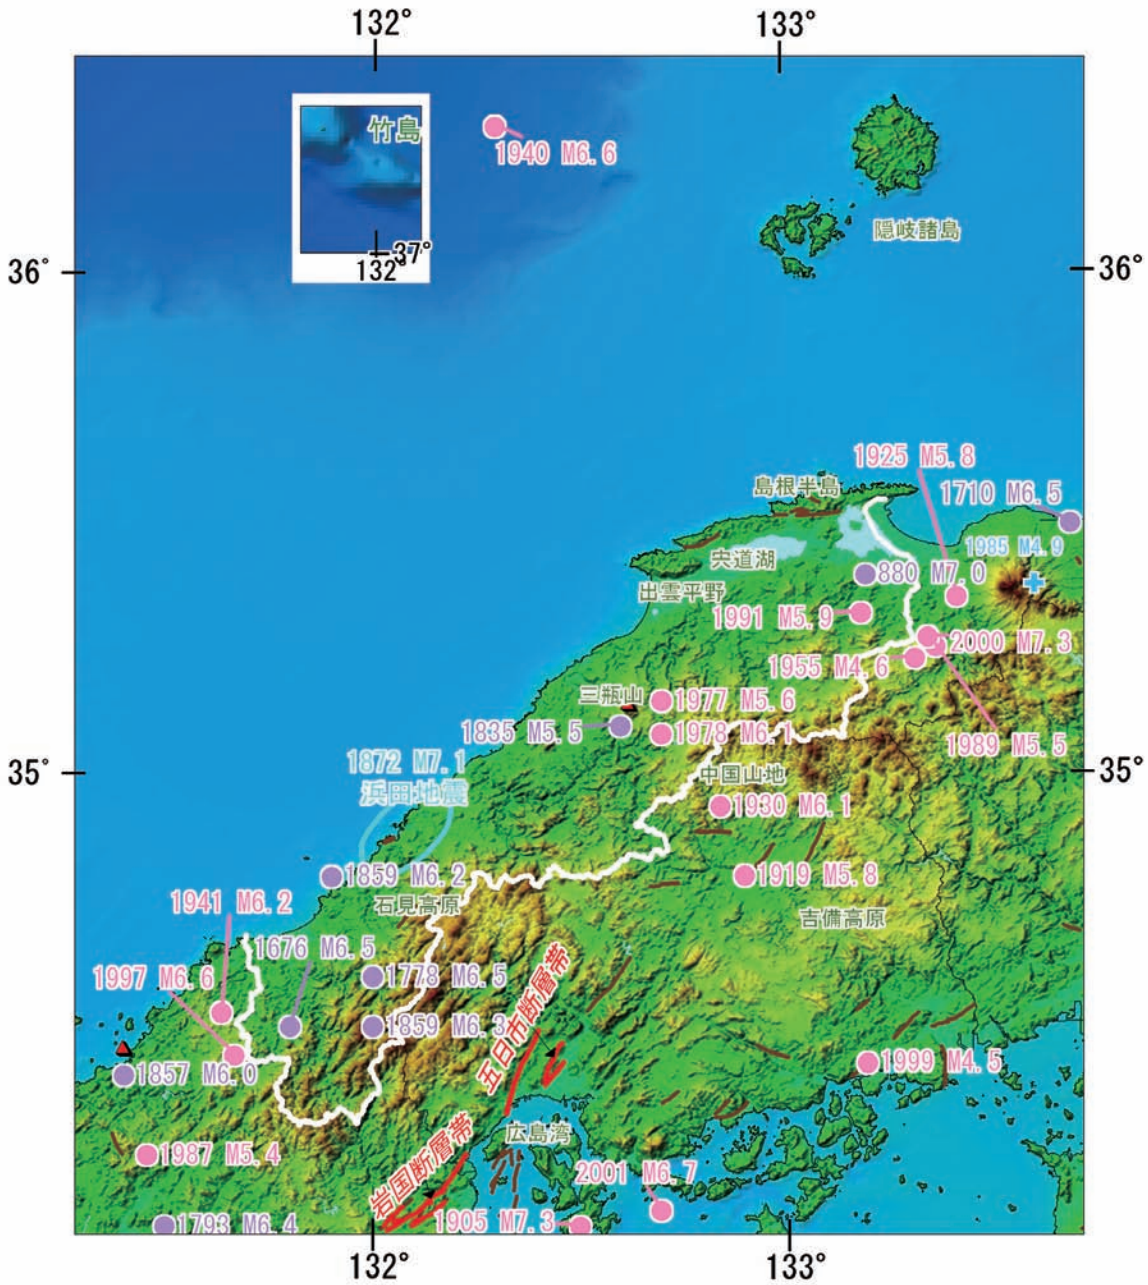 132°
133°
竹島
1940 M6.6
隠岐諸島
37°
132°
36°
36°
1925 M5.8
島根半島
1710 M6.5
1985 M4.9
宍道湖
880 M7.0
出雲平野
1991 M5.9
2000 M7.3
1955 M4.6
三瓶山
1977 M5.6
1835 M5.5
1978 M6.1
1989 M5.5
1872 M7.1
浜田地震
35°
35°
中国山地
1930 M6.1
1859 M6.2
1919 M5.8
1941 M6.2
石見高原
吉備高原
1676 M6.5
1997 M6.6
1778 M6.5
五日市断層帯
1859 M6.3
1857 M6.0
1999 M4.5
広島湾
岩国断層帯
1987 M5.4
2001 M6.7
1793 M6.4
1905 M7.3
132°
133°